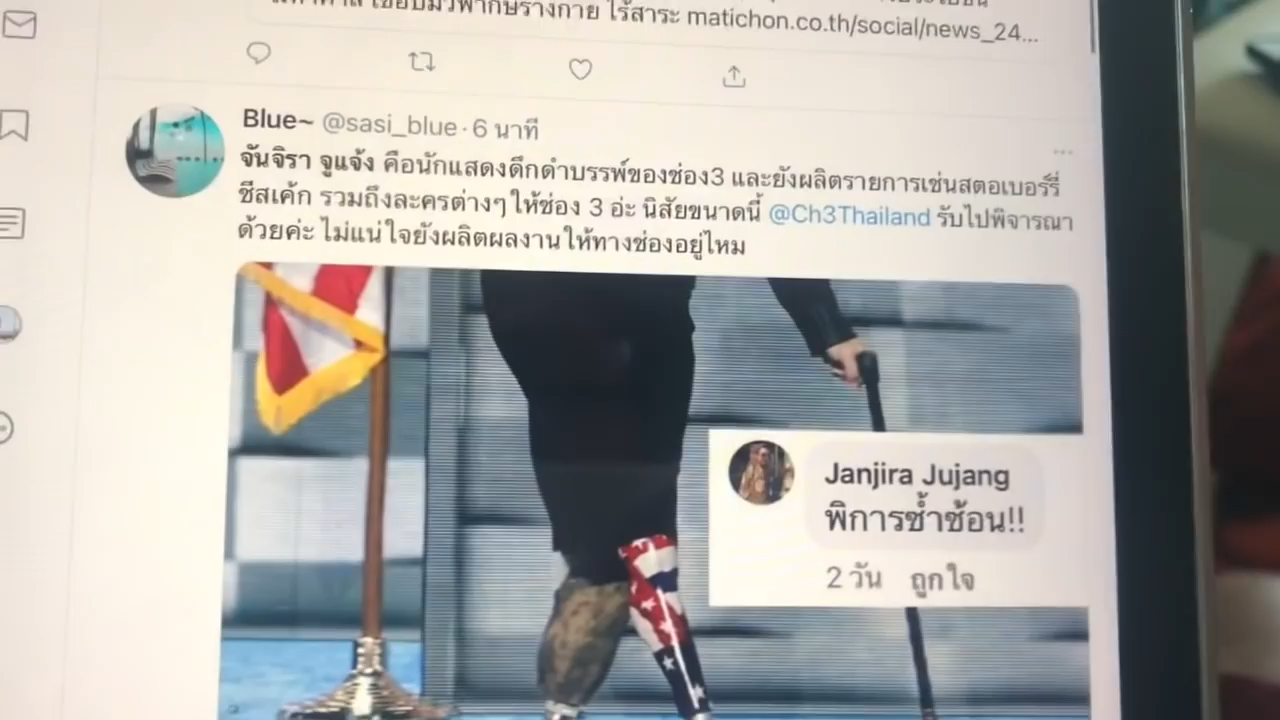 ไร้สาระ matichon.co.th/social/news_24...
Blue~ @sasi_blue · 6 นาที
จันจิรา จูแจ้ง คือนักแสดงดึกดำบรรพ์ของช่อง3 และยังผลิตรายการเช่นสตอเบอร์รี่
ชีสเค้ก รวมถึงละครต่างๆ ให้ช่อง 3 อ่ะ นิสัยขนาดนี้ @Ch3Thailand รับไปพิจารณา
ด้วยค่ะ ไม่แน่ใจยังผลิตผลงานให้ทางช่องอยู่ไหม
Janjira Jujang
พิการซ้ำซ้อน!!
2 วัน ถูกใจ